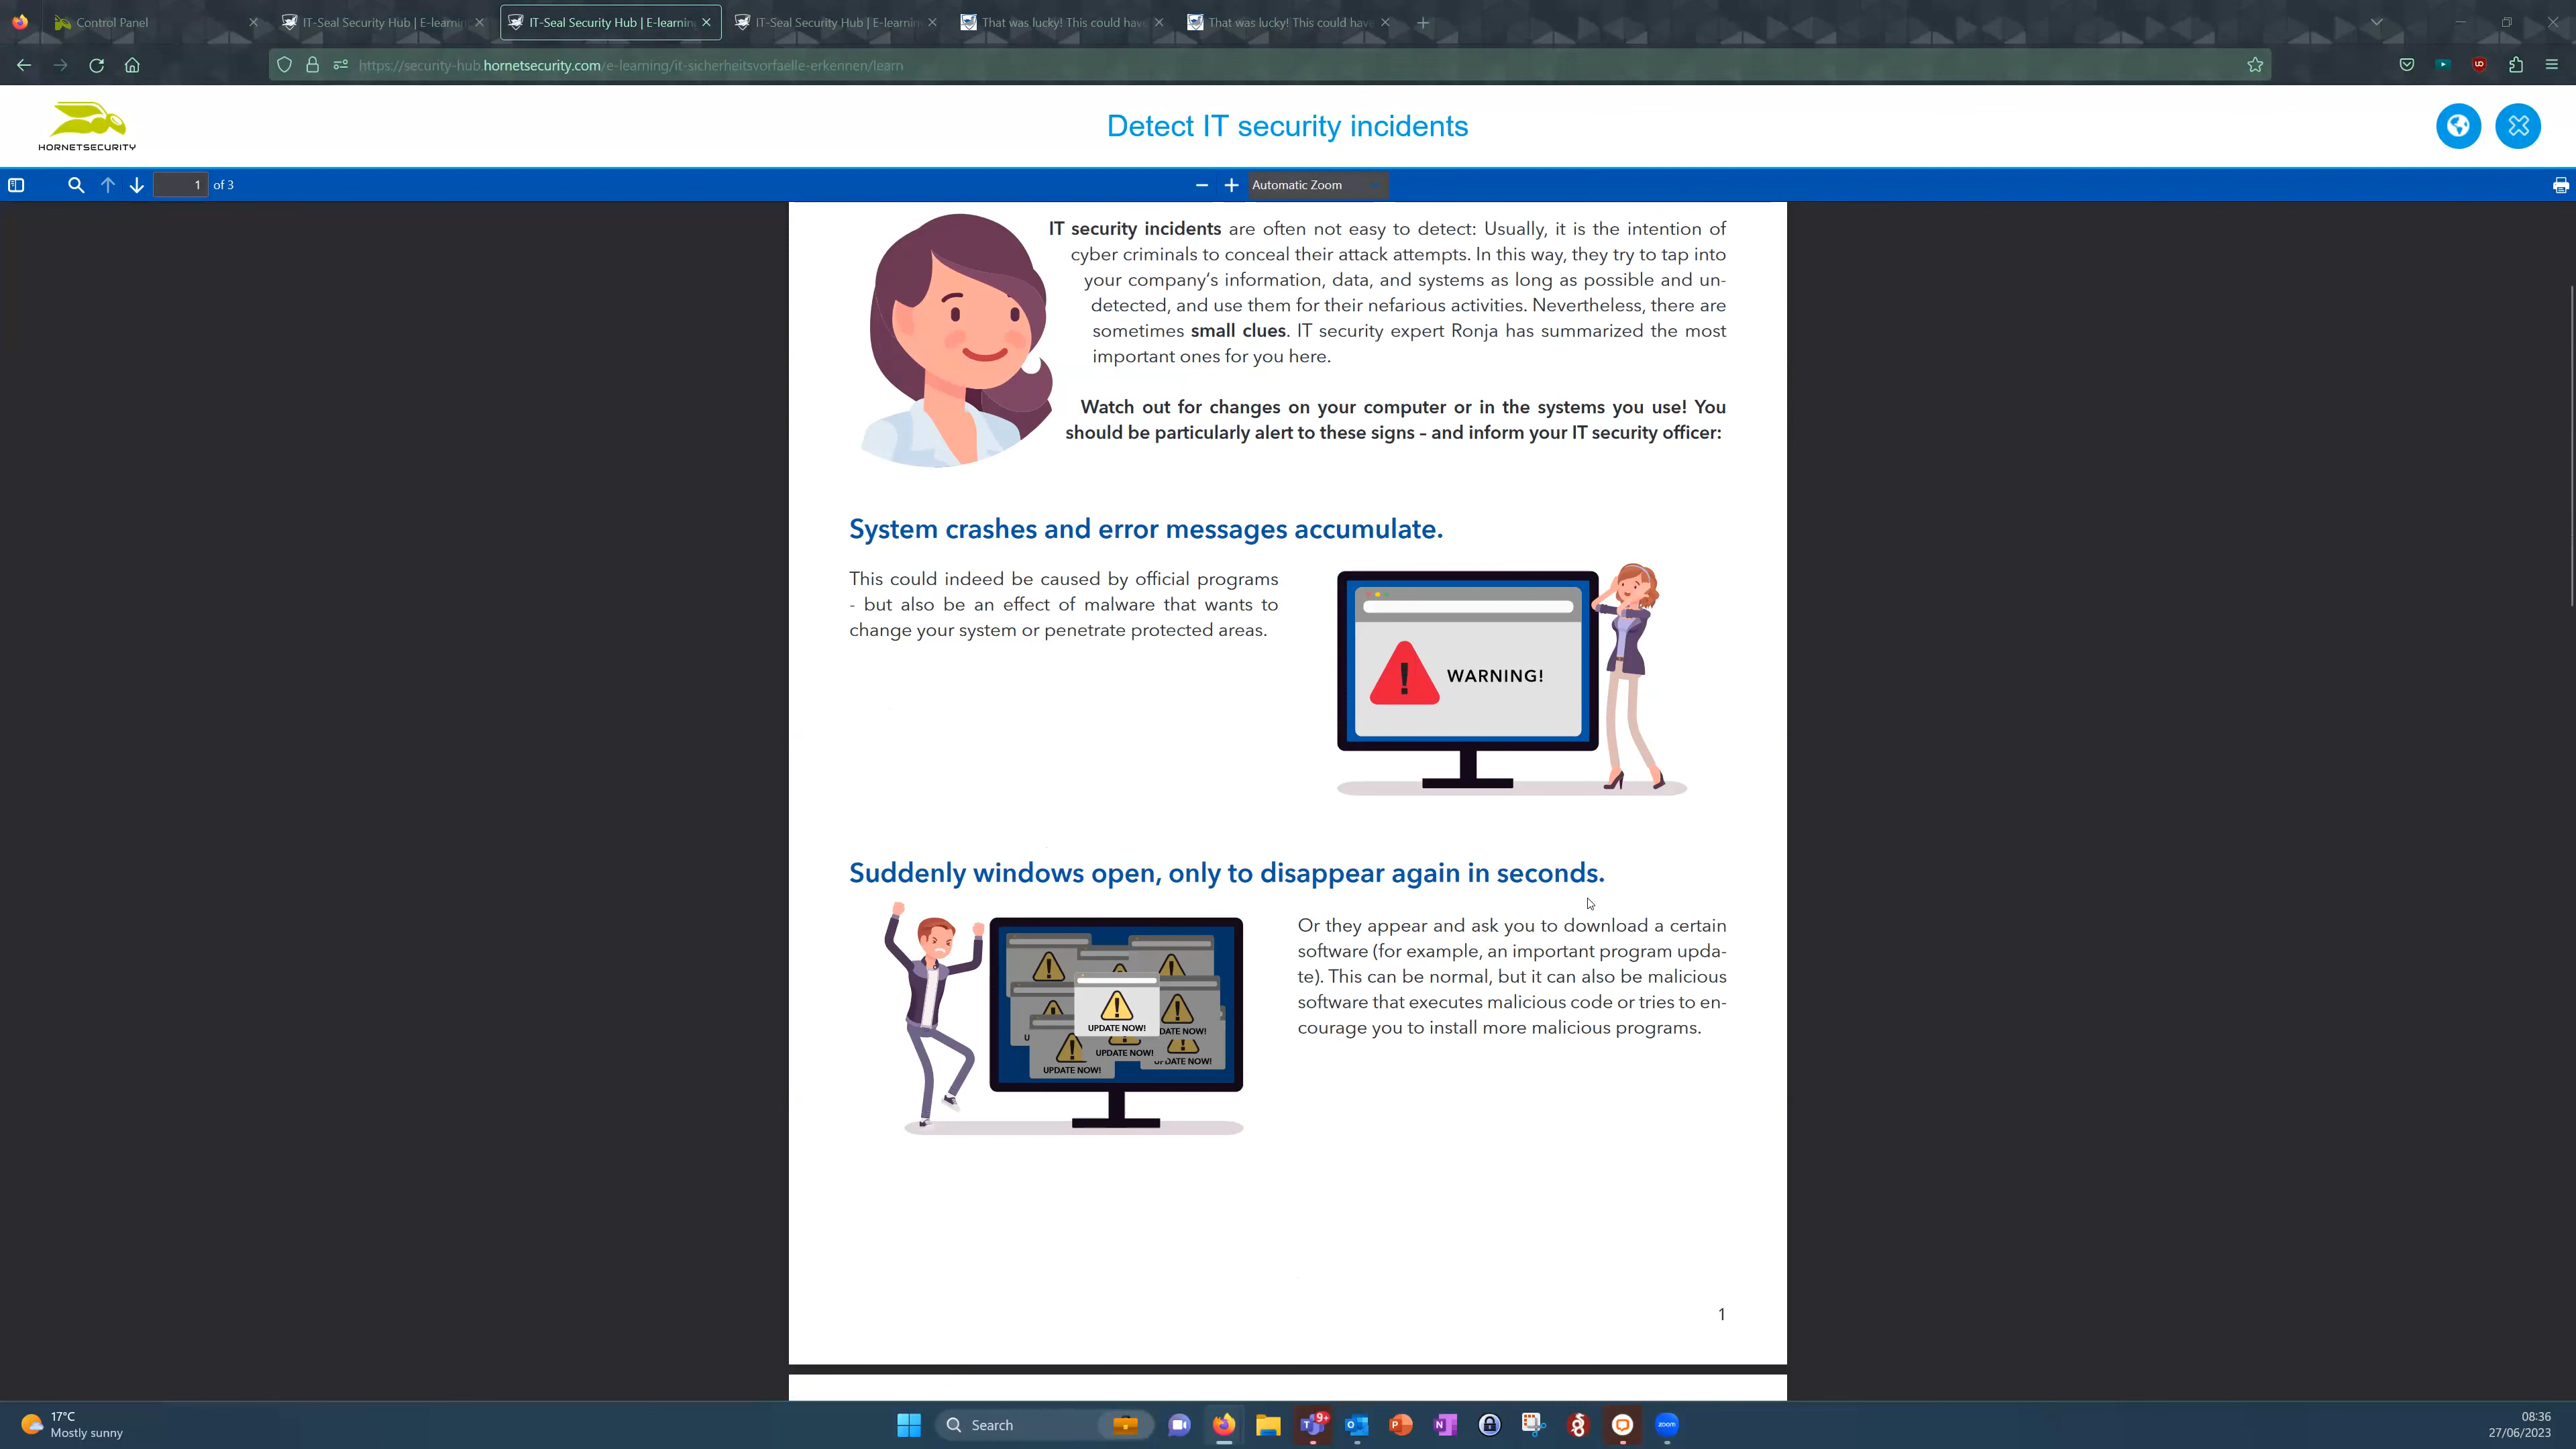 Control Panel
IT-Seal Security Hub | E-learning
IT-Seal Security Hub | E-learning
IT-Seal Security Hub | E-learnin
That was lucky! This could have
That was lucky! This could have
https://security-hub.hornetsecurity.com/e-learning/it-sicherheitsvorfaelle-erkennen/learn
HORNETSECURITY
Detect IT security incidents
1 of 3
Automatic Zoom
IT security incidents are often not easy to detect: Usually, it is the intention of
cyber criminals to conceal their attack attempts. In this way, they try to tap into
your company's information, data, and systems as long as possible and un-
detected, and use them for their nefarious activities. Nevertheless, there are
sometimes small clues. IT security expert Ronja has summarized the most
important ones for you here.
Watch out for changes on your computer or in the systems you use! You
should be particularly alert to these signs – and inform your IT security officer:
System crashes and error messages accumulate.
This could indeed be caused by official programs
- but also be an effect of malware that wants to
change your system or penetrate protected areas.
WARNING!
Suddenly windows open, only to disappear again in seconds.
Or they appear and ask you to download a certain
software (for example, an important program upda-
te). This can be normal, but it can also be malicious
software that executes malicious code or tries to en-
courage you to install more malicious programs.
UPDATE NOW!
DATE NOW!
U
UPDATE NOW!
UPDATE NOW!
UPDATE NOW!
1
17°C
Mostly sunny
Search
9+
zoom
08:36
27/06/2023